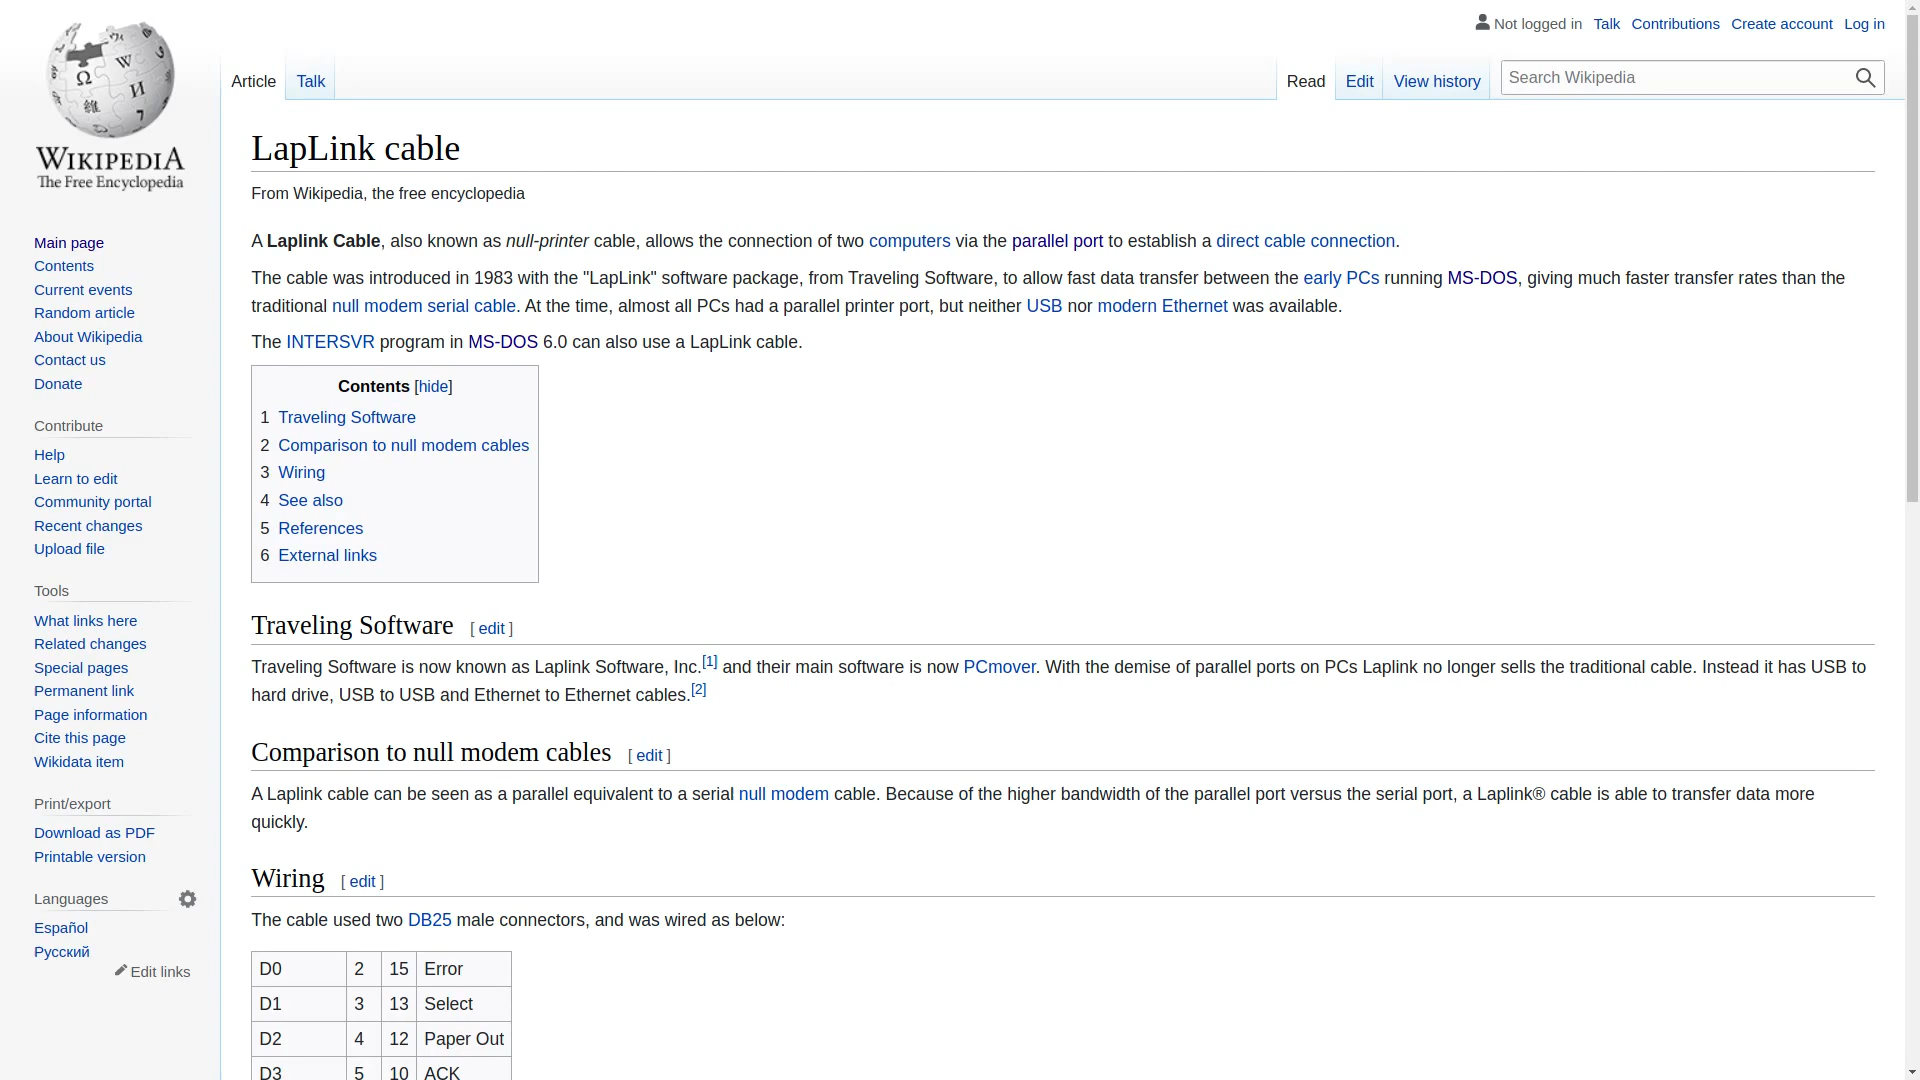 Not logged in Talk Contributions Create account Log in
Article Talk Read Edit View history Search Wikipedia
WIKIPEDIA
The Free Encyclopedia
Main page
Contents
Current events
Random article
About Wikipedia
Contact us
Donate
Contribute
Help
Learn to edit
Community portal
Recent changes
Upload file
Tools
What links here
Related changes
Special pages
Permanent link
Page information
Cite this page
Wikidata item
Print/export
Download as PDF
Printable version
Languages
Español
Русский
Edit links
LapLink cable
From Wikipedia, the free encyclopedia
A Laplink Cable, also known as null-printer cable, allows the connection of two computers via the parallel port to establish a direct cable connection.
The cable was introduced in 1983 with the "LapLink" software package, from Traveling Software, to allow fast data transfer between the early PCs running MS-DOS, giving much faster transfer rates than the
traditional null modem serial cable. At the time, almost all PCs had a parallel printer port, but neither USB nor modern Ethernet was available.
The INTERSVR program in MS-DOS 6.0 can also use a LapLink cable.
Contents [hide]
1 Traveling Software
2 Comparison to null modem cables
3 Wiring
4 See also
5 References
6 External links
Traveling Software [ edit ]
Traveling Software is now known as Laplink Software, Inc.[1] and their main software is now PCmover. With the demise of parallel ports on PCs Laplink no longer sells the traditional cable. Instead it has USB to
hard drive, USB to USB and Ethernet to Ethernet cables.[2]
Comparison to null modem cables [ edit ]
A Laplink cable can be seen as a parallel equivalent to a serial null modem cable. Because of the higher bandwidth of the parallel port versus the serial port, a Laplink® cable is able to transfer data more
quickly.
Wiring [ edit ]
The cable used two DB25 male connectors, and was wired as below:
D0 2 15 Error
D1 3 13 Select
D2 4 12 Paper Out
D3 5 10 ACK